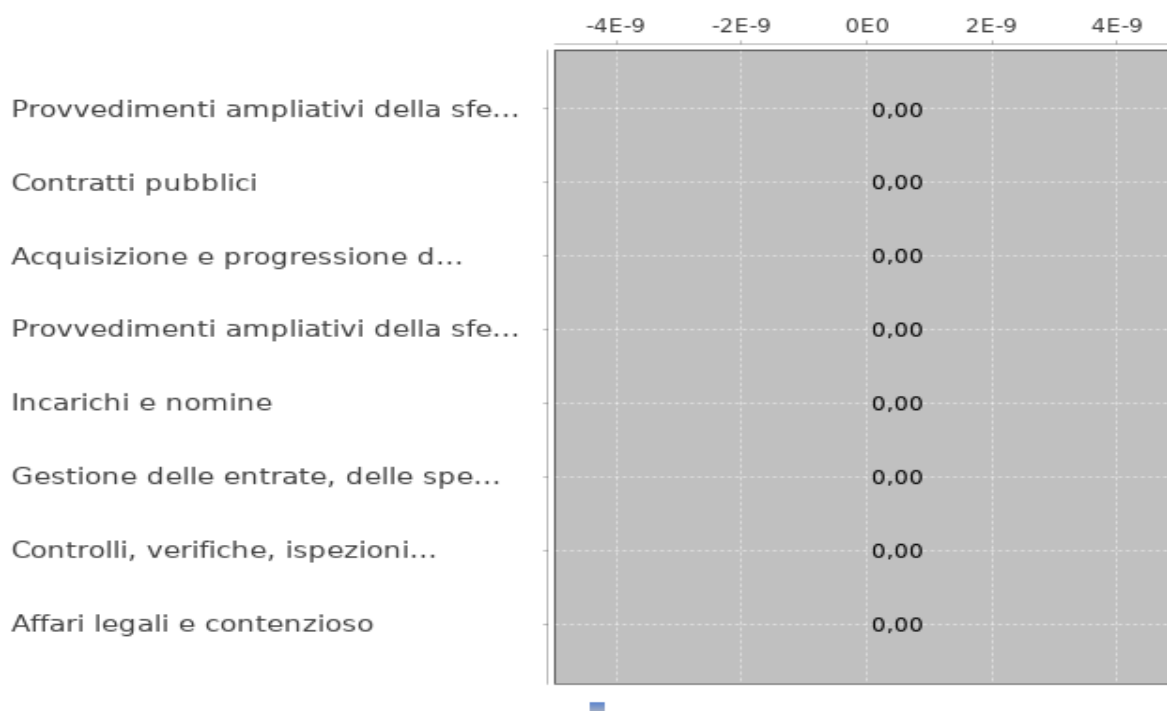 -4E-9 -2E-9 0E0 2E-9 4E-9
Provvedimenti ampliativi della sfe... 0,00
Contratti pubblici 0,00
Acquisizione e progressione d... 0,00
Provvedimenti ampliativi della sfe... 0,00
Incarichi e nomine 0,00
Gestione delle entrate, delle spe... 0,00
Controlli, verifiche, ispezioni... 0,00
Affari legali e contenzioso 0,00